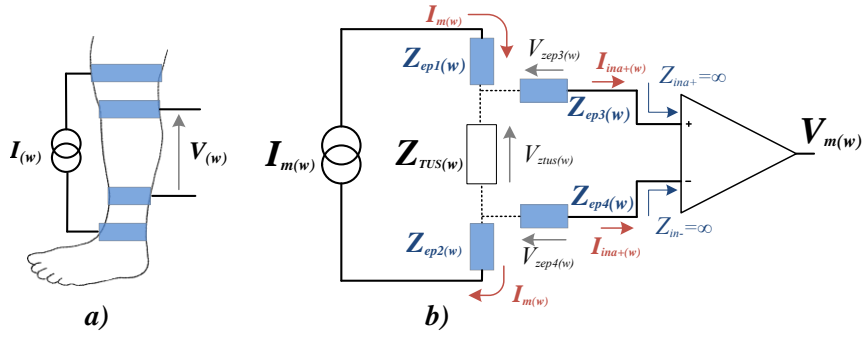 I(w)
V(w)
a)
Im(w)
Im(w)
Zep1(w)
Vzep3(w)
Iina+(w)
Zina+=∞
Zep3(w)
+
ZTUS(w)
Vztus(w)
Vm(w)
−
Zep4(w)
Zin-=∞
Zep2(w)
Vzep4(w)
Iina+(w)
Im(w)
b)